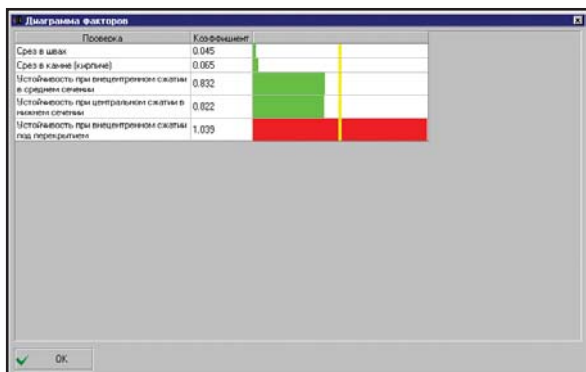 Диаграмма факторов
Проверка Коэффициент
Срез в швах 0.045
Срез в камне (кирпиче) 0.065
Устойчивость при внецентренном сжатии
в среднем сечении 0.832
Устойчивость при центральном сжатии в
нижнем сечении 0.822
Устойчивость при внецентренном сжатии
под перекрытием 1.039
OK